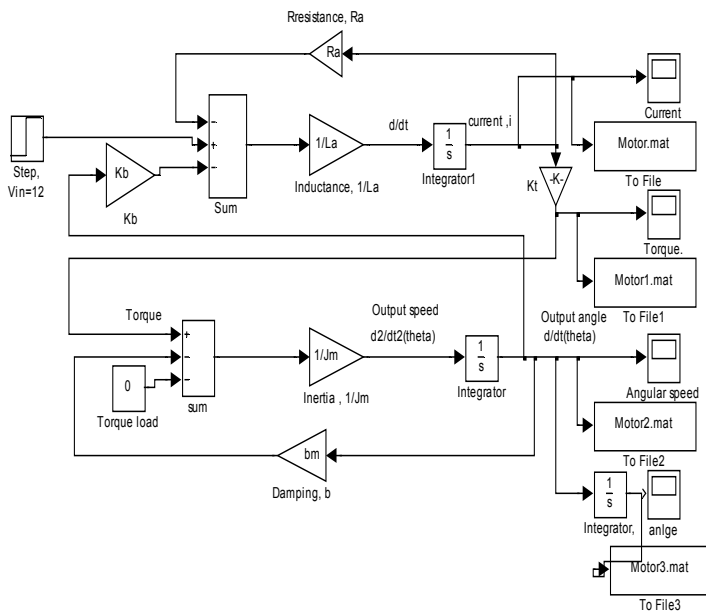 Rresistance, Ra
Ra
Step,
Vin=12
Kb
Kb
−
+
−
Sum
1/La
Inductance, 1/La
d/dt
1
s
Integrator1
current ,i
Current
Motor.mat
To File
Kt
-K-
Torque.
Motor1.mat
To File1
Torque
+
−
−
sum
0
Torque load
1/Jm
Inertia , 1/Jm
Output speed
d2/dt2(theta)
1
s
Integrator
Output angle
d/dt(theta)
Angular speed
Motor2.mat
To File2
bm
Damping, b
1
s
Integrator,
anlge
Motor3.mat
To File3